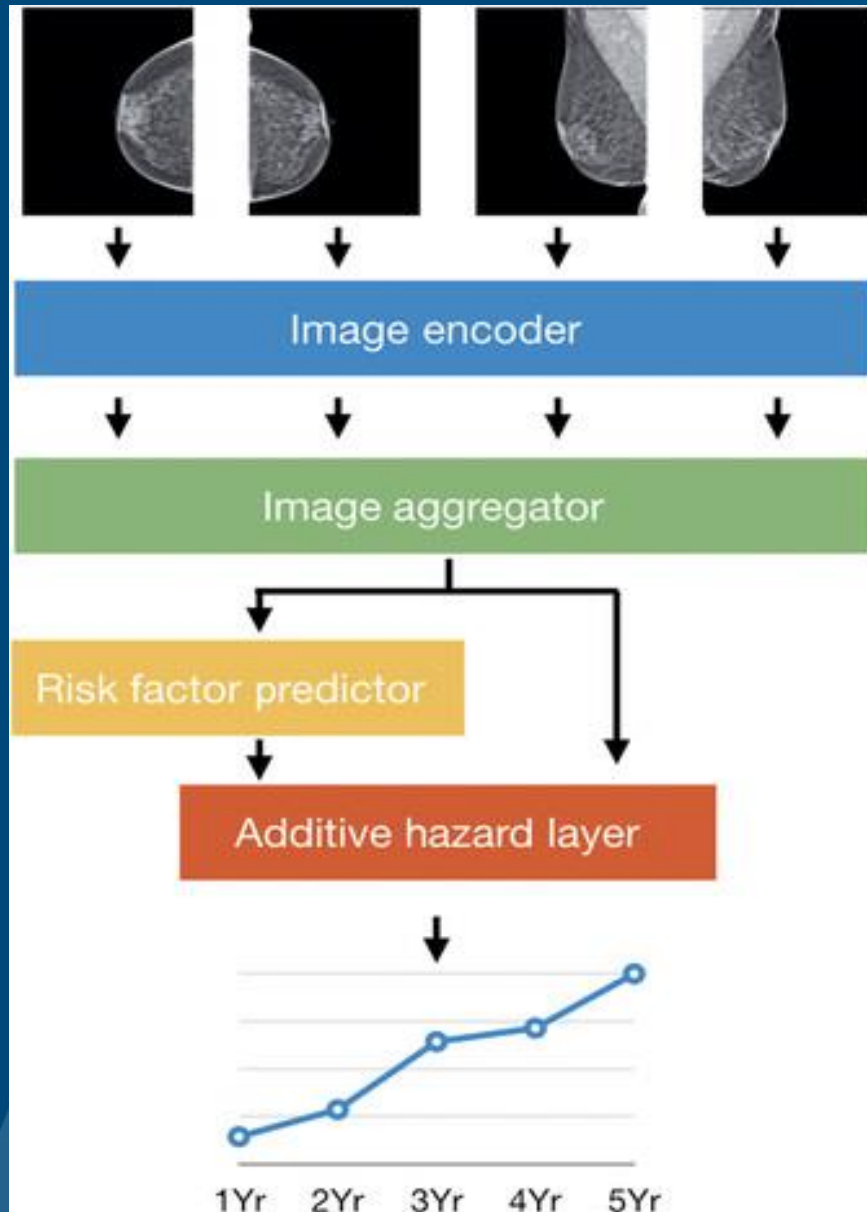 Image encoder
Image aggregator
Risk factor predictor
Additive hazard layer
1Yr 2Yr 3Yr 4Yr 5Yr